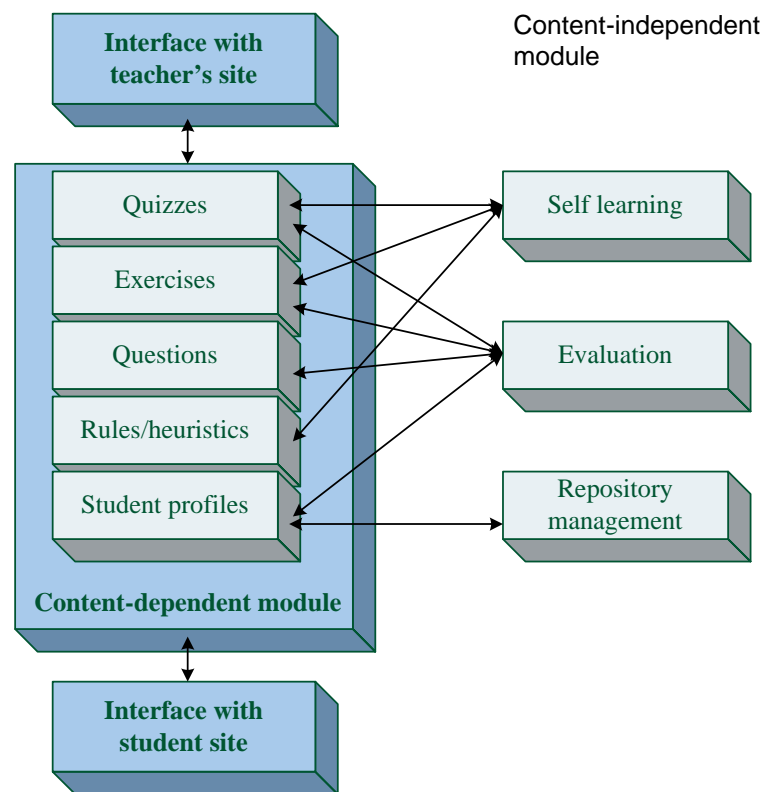 Interface with
teacher's site
Content-independent
module
Quizzes
Self learning
Exercises
Questions
Evaluation
Rules/heuristics
Student profiles
Repository
management
Content-dependent module
Interface with
student site